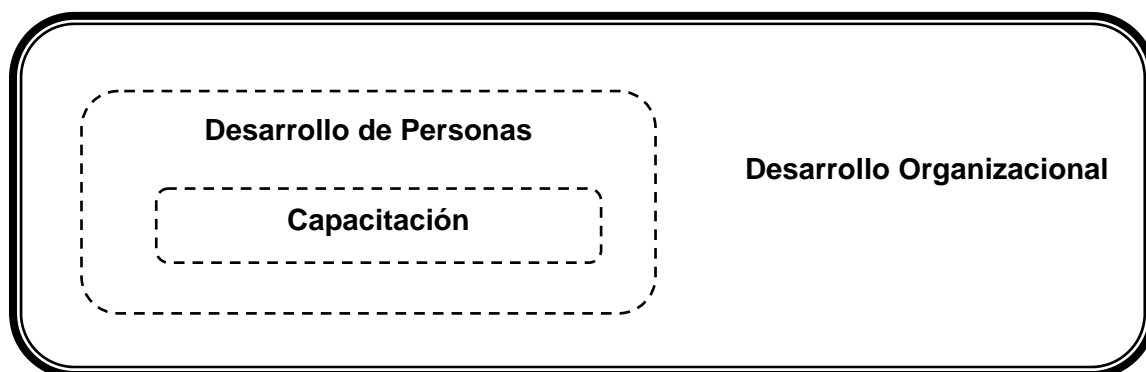 Desarrollo de Personas
Desarrollo Organizacional
Capacitación